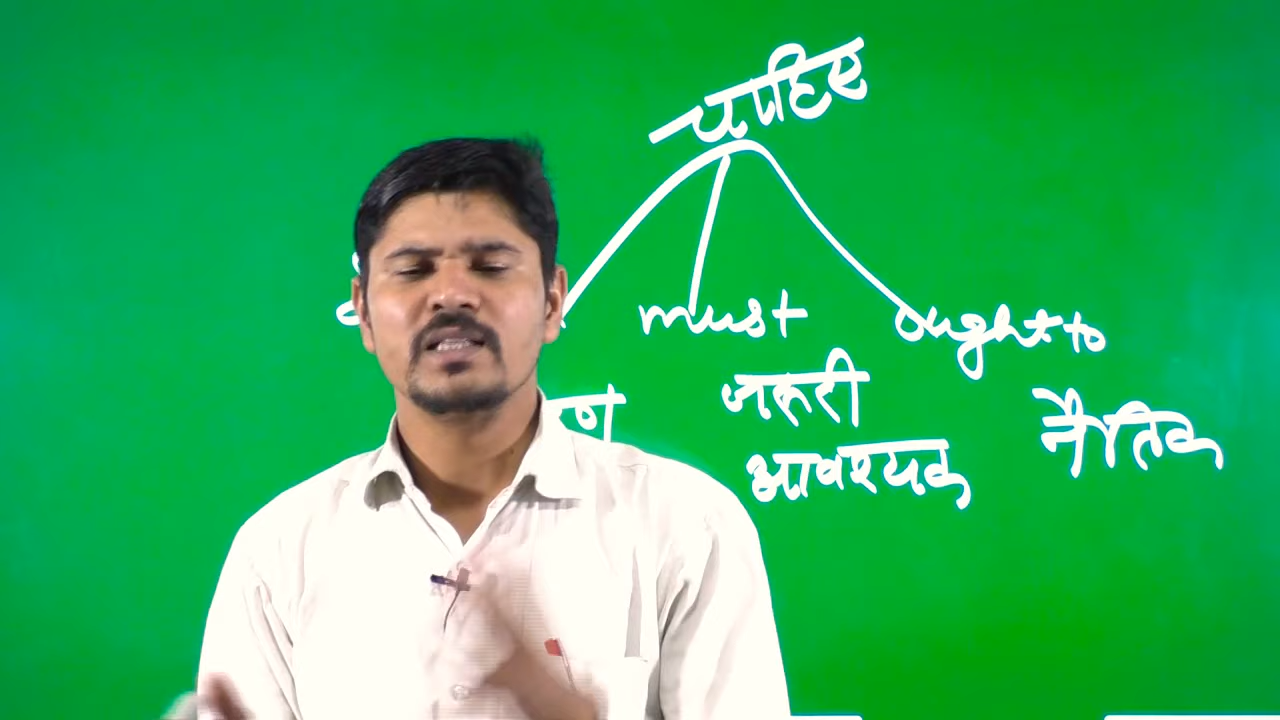 चाहिए
must
ought to
जरूरी
नैतिक
आवश्यक